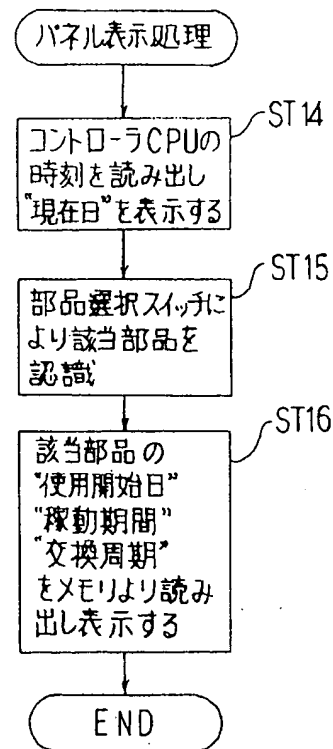 パネル表示処理
ST14
コントローラCPUの
時刻を読み出し
"現在日"を表示する
ST15
部品選択スイッチに
より該当部品を
認識
ST16
該当部品の
"使用開始日"
"稼動期間"
"交換周期"
をメモリより読み
出し表示する
END